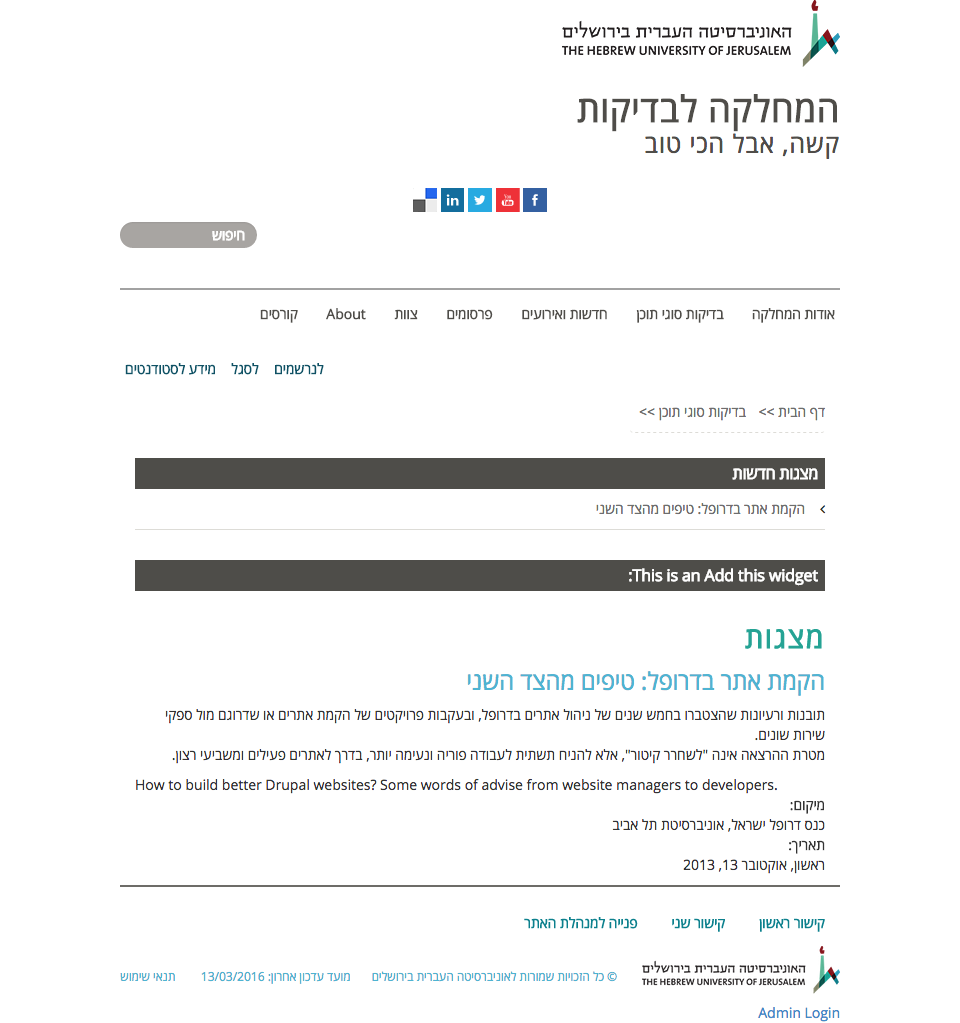 האוניברסיטה העברית בירושלים
THE HEBREW UNIVERSITY OF JERUSALEM
המחלקה לבדיקות
קשה, אבל הכי טוב
חיפוש
אודות המחלקה בדיקות סוגי תוכן חדשות ואירועים פרסומים צוות About קורסים
לנרשמים לסגל מידע לסטודנטים
דף הבית >> בדיקות סוגי תוכן >>
מצגות חדשות
הקמת אתר בדרופל: טיפים מהצד השני
This is an Add this widget:
מצגות
הקמת אתר בדרופל: טיפים מהצד השני
תובנות ורעיונות שהצטברו בחמש שנים של ניהול אתרים בדרופל, ובעקבות פרויקטים של הקמת אתרים או שדרוגם מול ספקי
שירות שונים.
מטרת ההרצאה אינה "לשחרר קיטור", אלא להניח תשתית לעבודה פוריה ונעימה יותר, בדרך לאתרים פעילים ומשביעי רצון.
How to build better Drupal websites? Some words of advise from website managers to developers.
מיקום:
כנס דרופל ישראל, אוניברסיטת תל אביב
תאריך:
ראשון, אוקטובר 13, 2013
קישור ראשון קישור שני פנייה למנהלת האתר
האוניברסיטה העברית בירושלים
THE HEBREW UNIVERSITY OF JERUSALEM
© כל הזכויות שמורות לאוניברסיטה העברית בירושלים מועד עדכון אחרון: 13/03/2016 תנאי שימוש
Admin Login